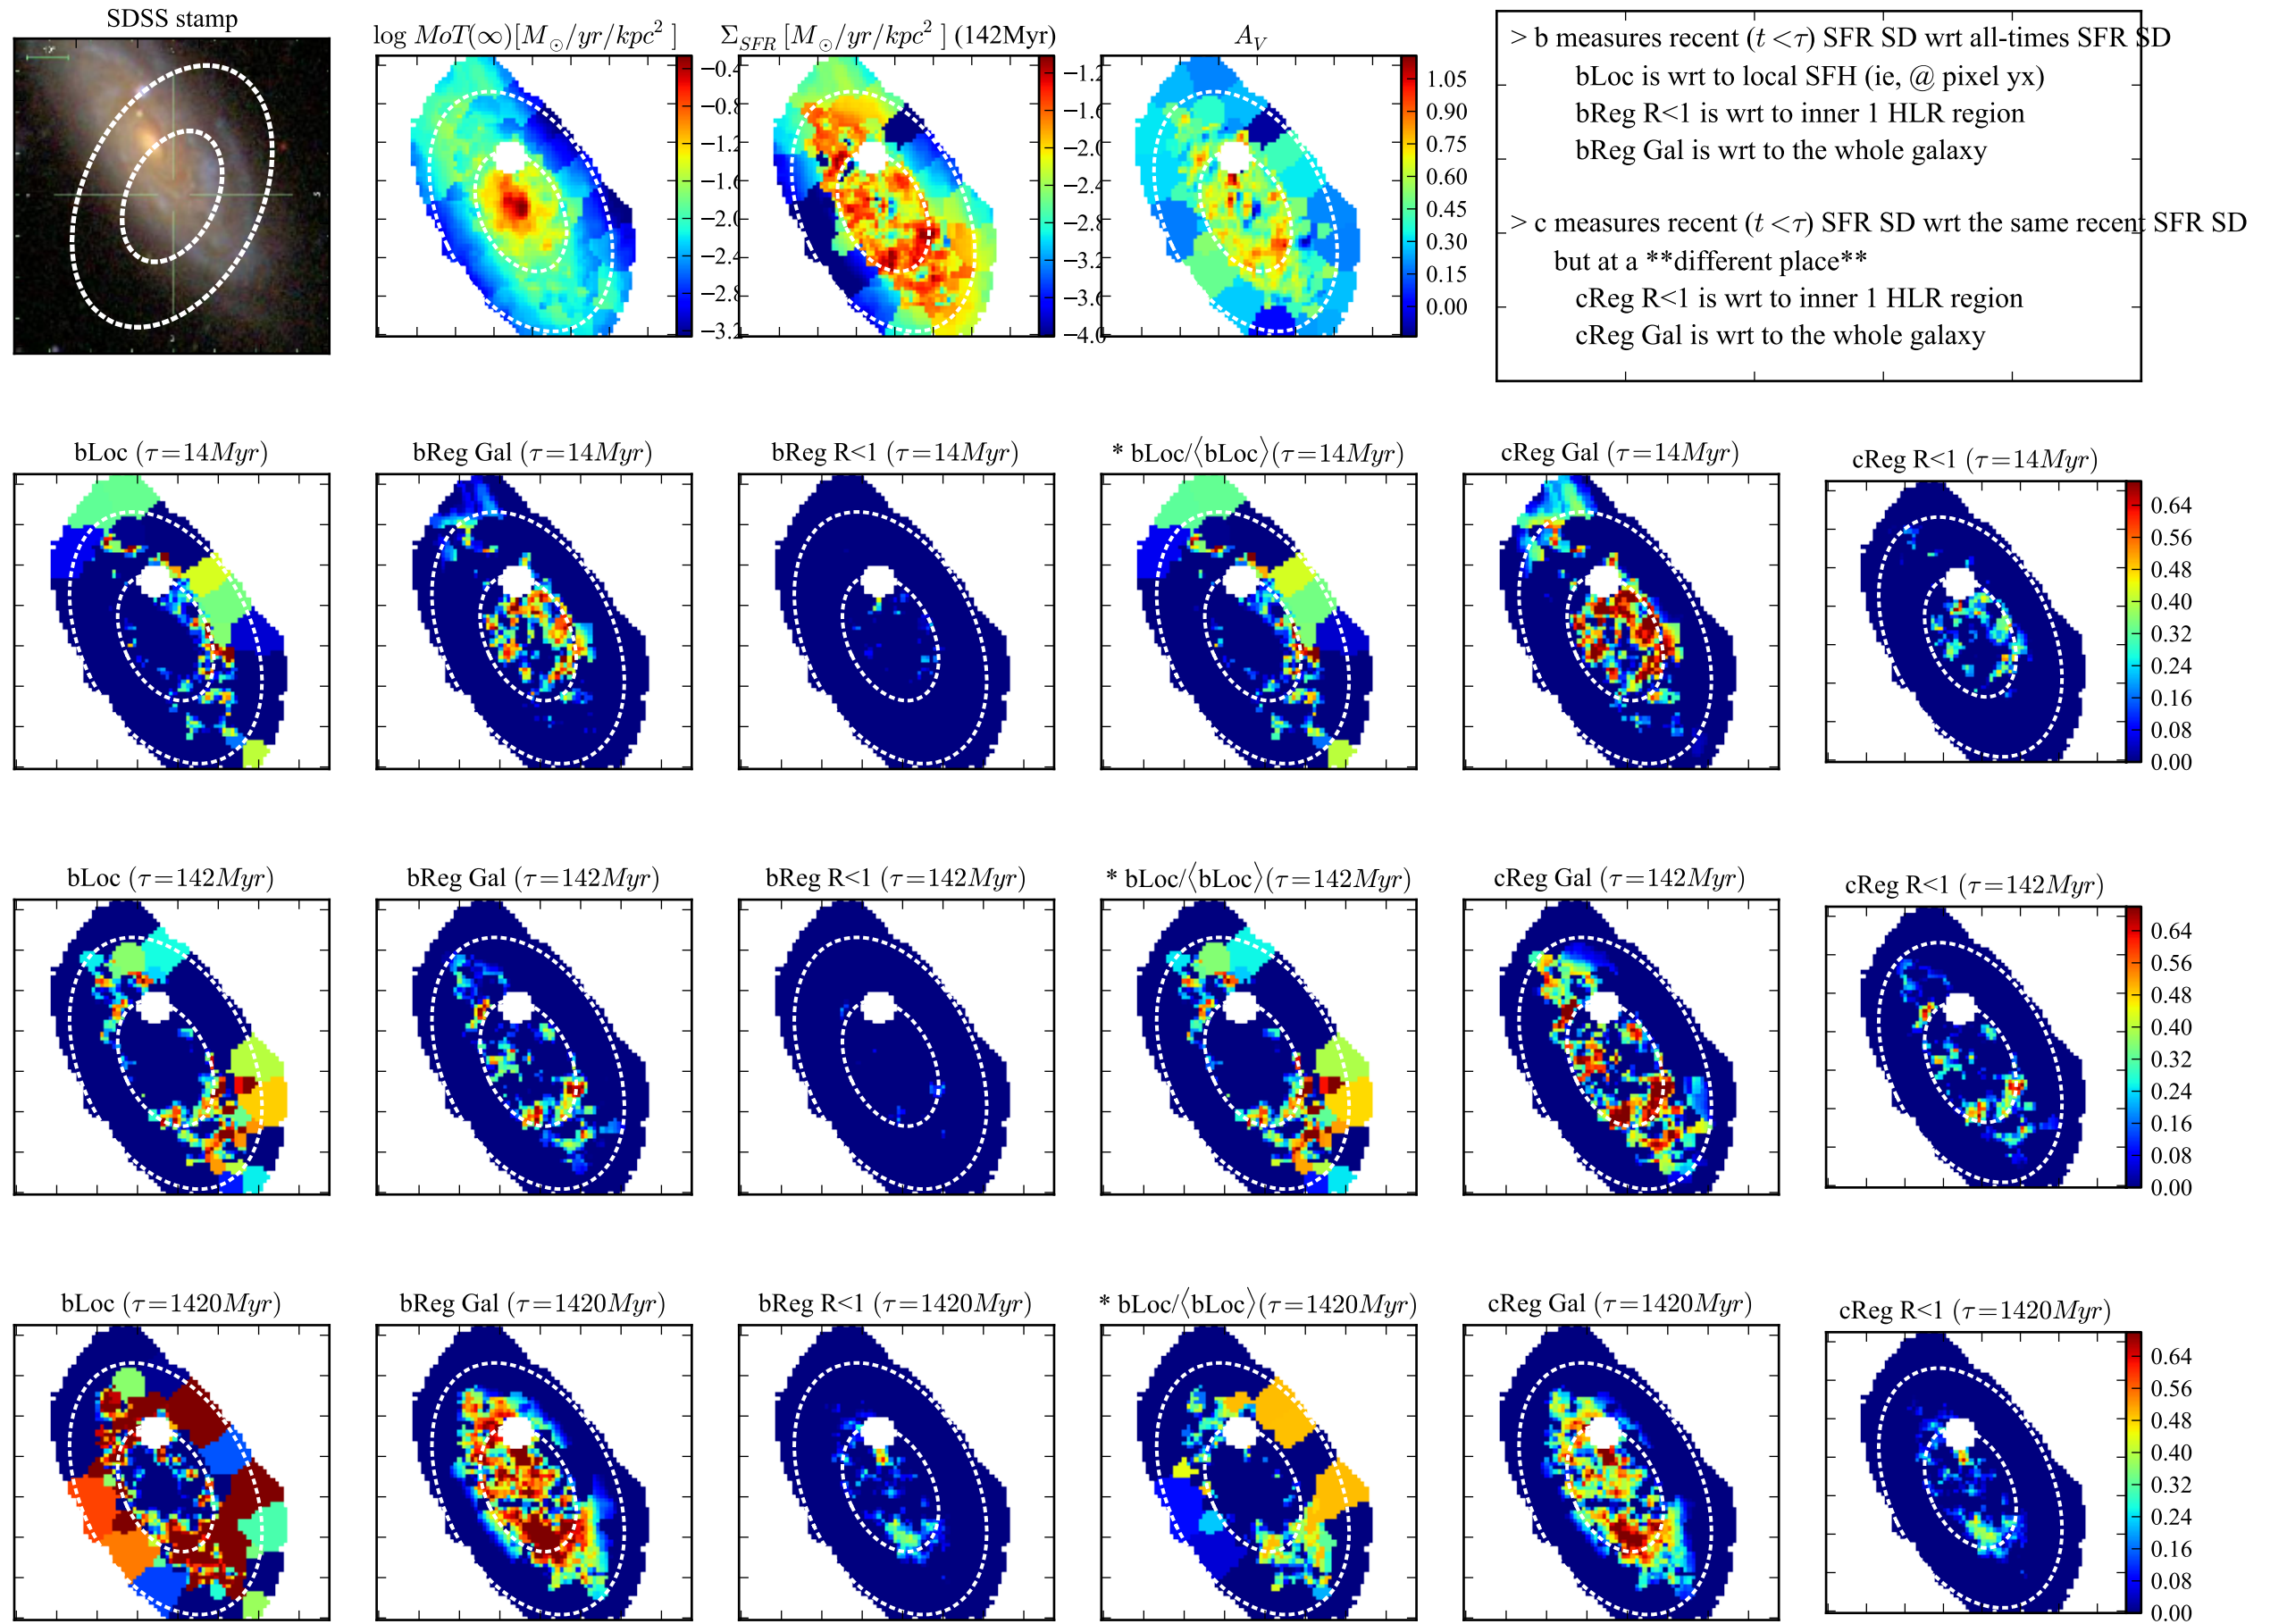 SDSS stamp
log MoT(∞)[M⊙/yr/kpc² ]
Σ_SFR [M⊙/yr/kpc² ] (142Myr)
A_V
−0.4
−0.8
−1.2
−1.6
−2.0
−2.4
−2.8
−3.2
−1.2
−1.6
−2.0
−2.4
−2.8
−3.2
−3.6
−4.0
1.05
0.90
0.75
0.60
0.45
0.30
0.15
0.00
> b measures recent (t <τ) SFR SD wrt all-times SFR SD
bLoc is wrt to local SFH (ie, @ pixel yx)
bReg R<1 is wrt to inner 1 HLR region
bReg Gal is wrt to the whole galaxy
> c measures recent (t <τ) SFR SD wrt the same recent SFR SD
but at a **different place**
cReg R<1 is wrt to inner 1 HLR region
cReg Gal is wrt to the whole galaxy
bLoc (τ=14Myr)
bReg Gal (τ=14Myr)
bReg R<1 (τ=14Myr)
* bLoc/⟨bLoc⟩(τ=14Myr)
cReg Gal (τ=14Myr)
cReg R<1 (τ=14Myr)
0.64
0.56
0.48
0.40
0.32
0.24
0.16
0.08
0.00
bLoc (τ=142Myr)
bReg Gal (τ=142Myr)
bReg R<1 (τ=142Myr)
* bLoc/⟨bLoc⟩(τ=142Myr)
cReg Gal (τ=142Myr)
cReg R<1 (τ=142Myr)
0.64
0.56
0.48
0.40
0.32
0.24
0.16
0.08
0.00
bLoc (τ=1420Myr)
bReg Gal (τ=1420Myr)
bReg R<1 (τ=1420Myr)
* bLoc/⟨bLoc⟩(τ=1420Myr)
cReg Gal (τ=1420Myr)
cReg R<1 (τ=1420Myr)
0.64
0.56
0.48
0.40
0.32
0.24
0.16
0.08
0.00